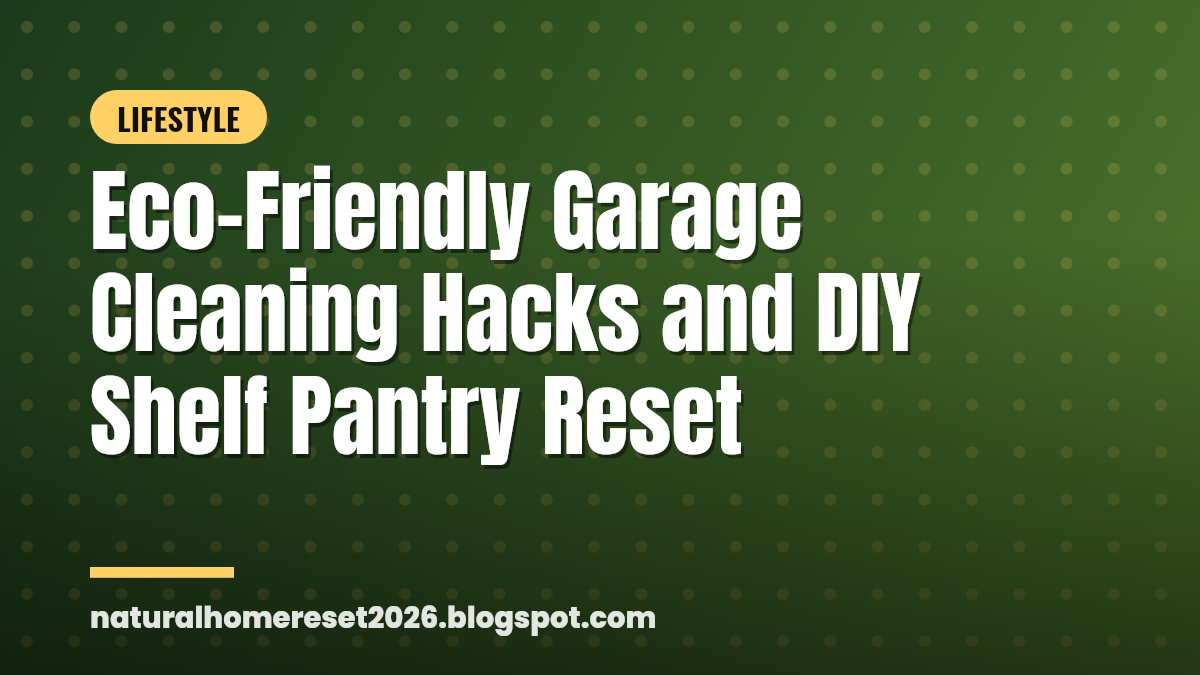 LIFESTYLE
Eco-Friendly Garage
Cleaning Hacks and DIY
Shelf Pantry Reset
naturalhomereset2026.blogspot.com